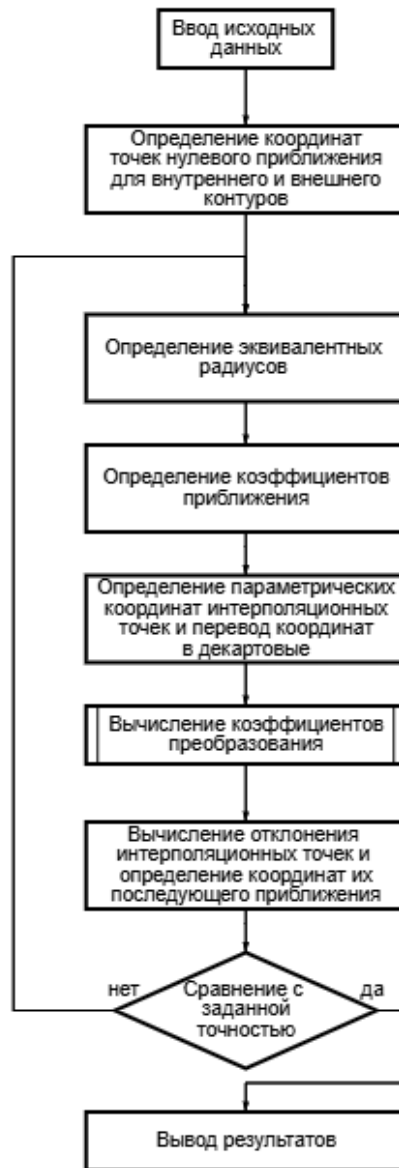 Ввод исходных
данных
Определение координат
точек нулевого приближения
для внутреннего и внешнего
контуров
Определение эквивалентных
радиусов
Определение коэффициентов
приближения
Определение параметрических
координат интерполяционных
точек и перевод координат
в декартовые
Вычисление коэффициентов
преобразования
Вычисление отклонения
интерполяционных точек и
определение координат их
последующего приближения
нет
Сравнение с
заданной
точностью
да
Вывод результатов